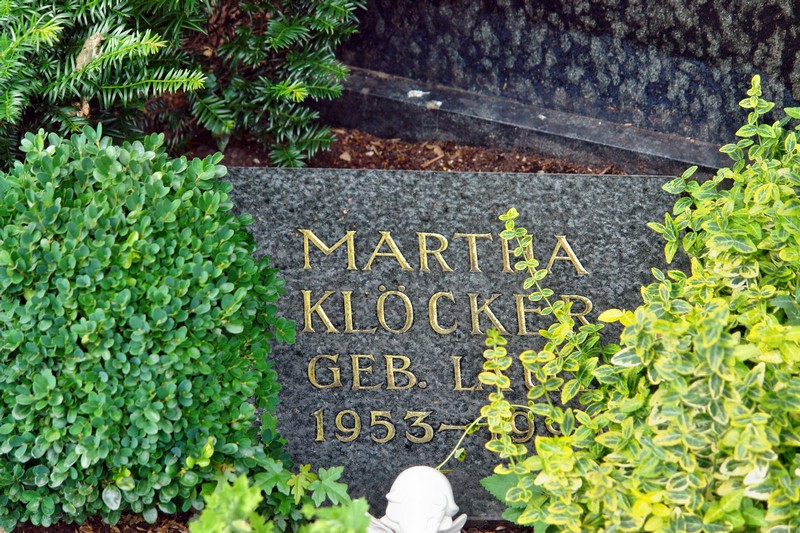 MARTHA
KLÖCKER
GEB.
1953–